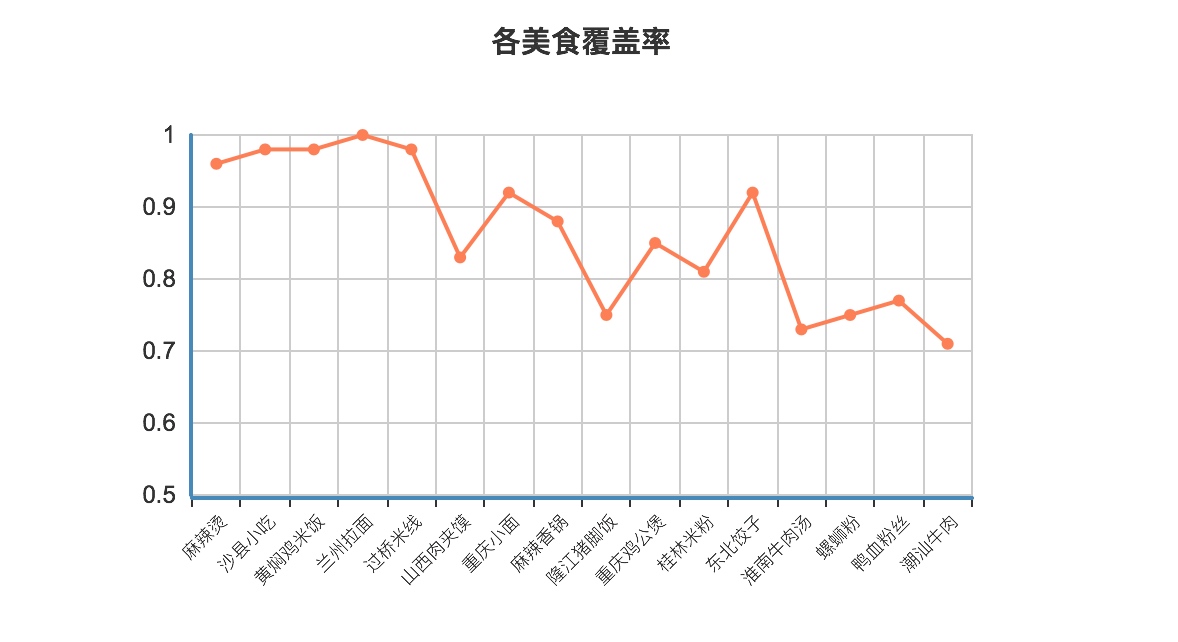 各美食覆盖率
1
0.9
0.8
0.7
0.6
0.5
麻辣烫
沙县小吃
黄焖鸡米饭
兰州拉面
过桥米线
山西肉夹馍
重庆小面
麻辣香锅
隆江猪脚饭
重庆鸡公煲
桂林米粉
东北饺子
淮南牛肉汤
螺蛳粉
鸭血粉丝
潮汕牛肉